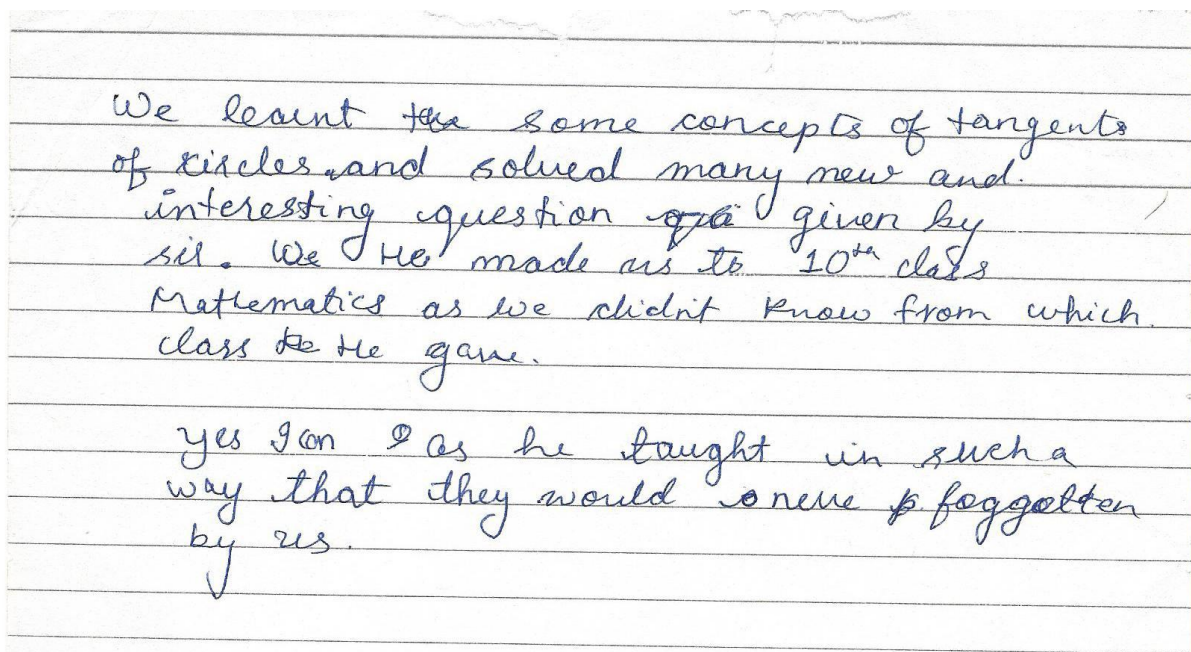 We learnt some concepts of tangents
of circles. and solved many new and.
interesting question given by
sir. We He made us to 10th class
Mathematics as we didn't know from which.
class He gave.
yes I can as he taught in such a
way that they would neve foggotten
by us.